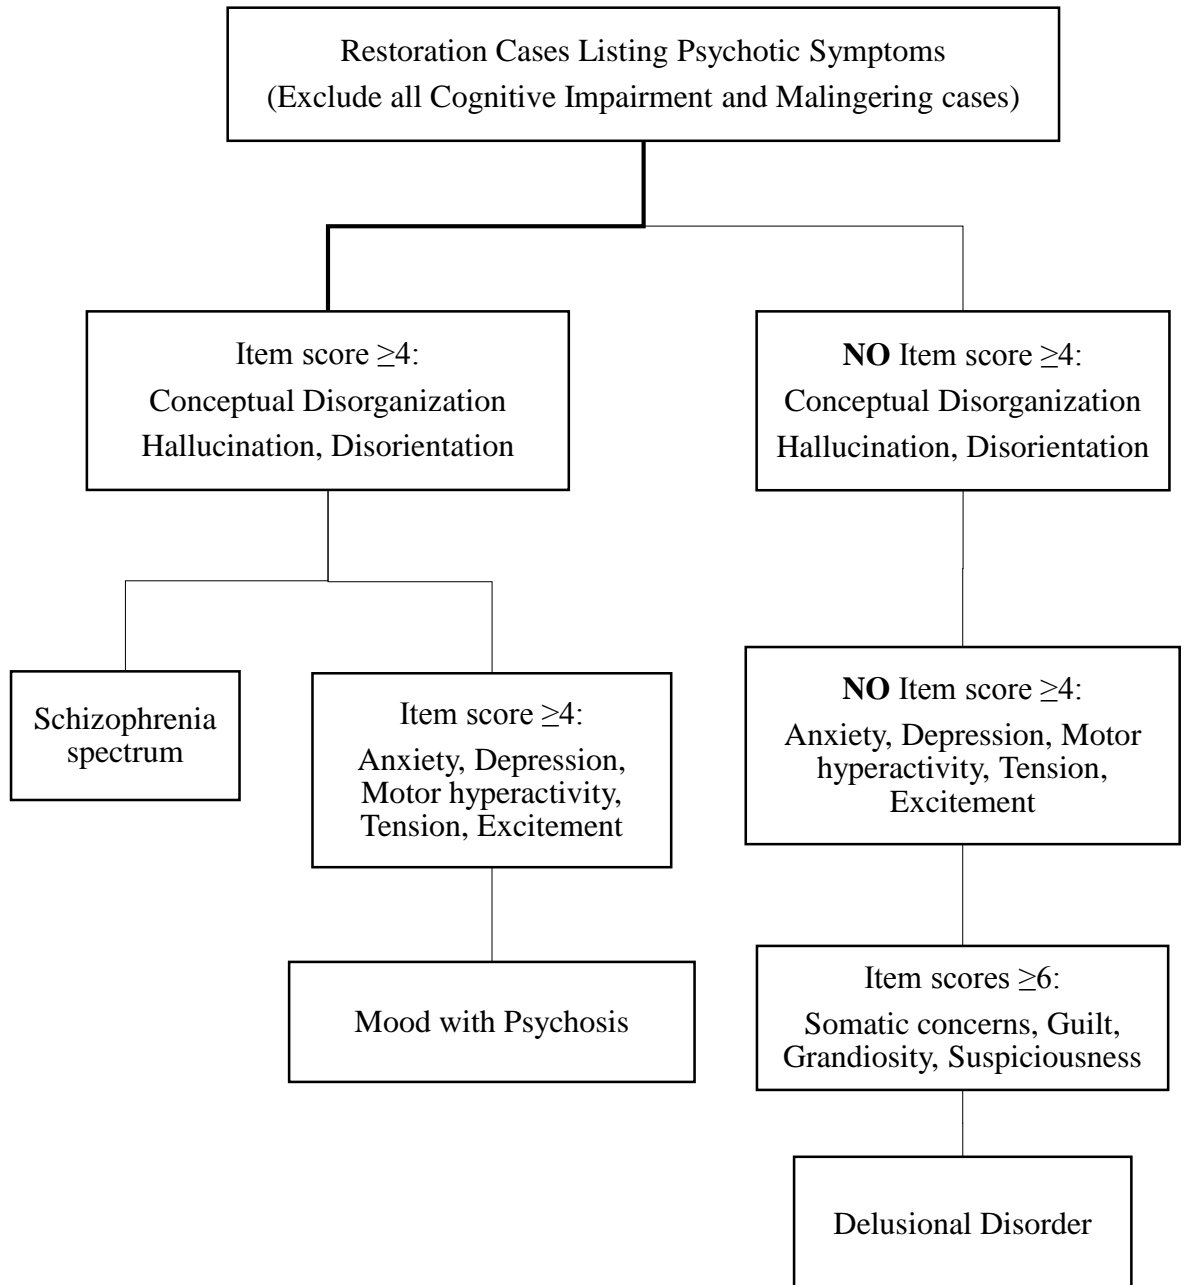 Restoration Cases Listing Psychotic Symptoms
(Exclude all Cognitive Impairment and Malingering cases)
Item score ≥4:
Conceptual Disorganization
Hallucination, Disorientation
NO Item score ≥4:
Conceptual Disorganization
Hallucination, Disorientation
Schizophrenia
spectrum
Item score ≥4:
Anxiety, Depression,
Motor hyperactivity,
Tension, Excitement
NO Item score ≥4:
Anxiety, Depression, Motor
hyperactivity, Tension,
Excitement
Mood with Psychosis
Item scores ≥6:
Somatic concerns, Guilt,
Grandiosity, Suspiciousness
Delusional Disorder